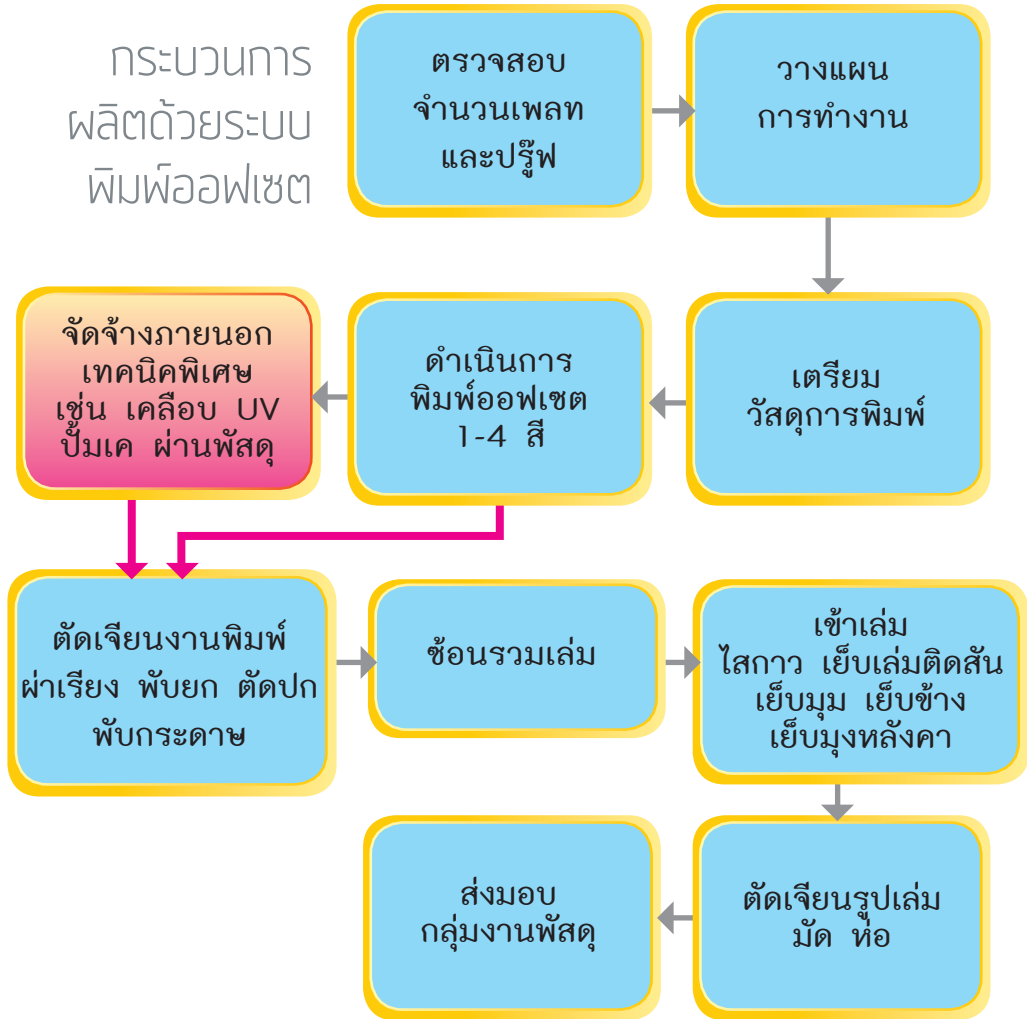 กระบวนการ
ผลิตด้วยระบบ
พิมพ์ออฟเซต
ตรวจสอบ
จำนวนเพลท
และปรู๊ฟ
วางแผน
การทำงาน
เตรียม
วัสดุการพิมพ์
ดำเนินการ
พิมพ์ออฟเซต
1-4 สี
จัดจ้างภายนอก
เทคนิคพิเศษ
เช่น เคลือบ UV
ปั้มเค ผ่านพัสดุ
ตัดเจียนงานพิมพ์
ผ่าเรียง พับยก ตัดปก
พับกระดาษ
ซ้อนรวมเล่ม
เข้าเล่ม
ไสกาว เย็บเล่มติดสัน
เย็บมุม เย็บข้าง
เย็บมุงหลังคา
ตัดเจียนรูปเล่ม
มัด ห่อ
ส่งมอบ
กลุ่มงานพัสดุ